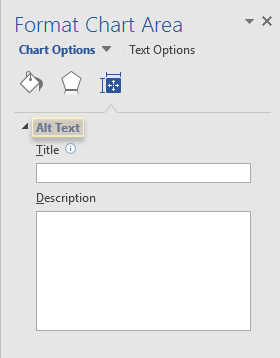 Format Chart Area
Chart Options Text Options
Alt Text
Title
Description